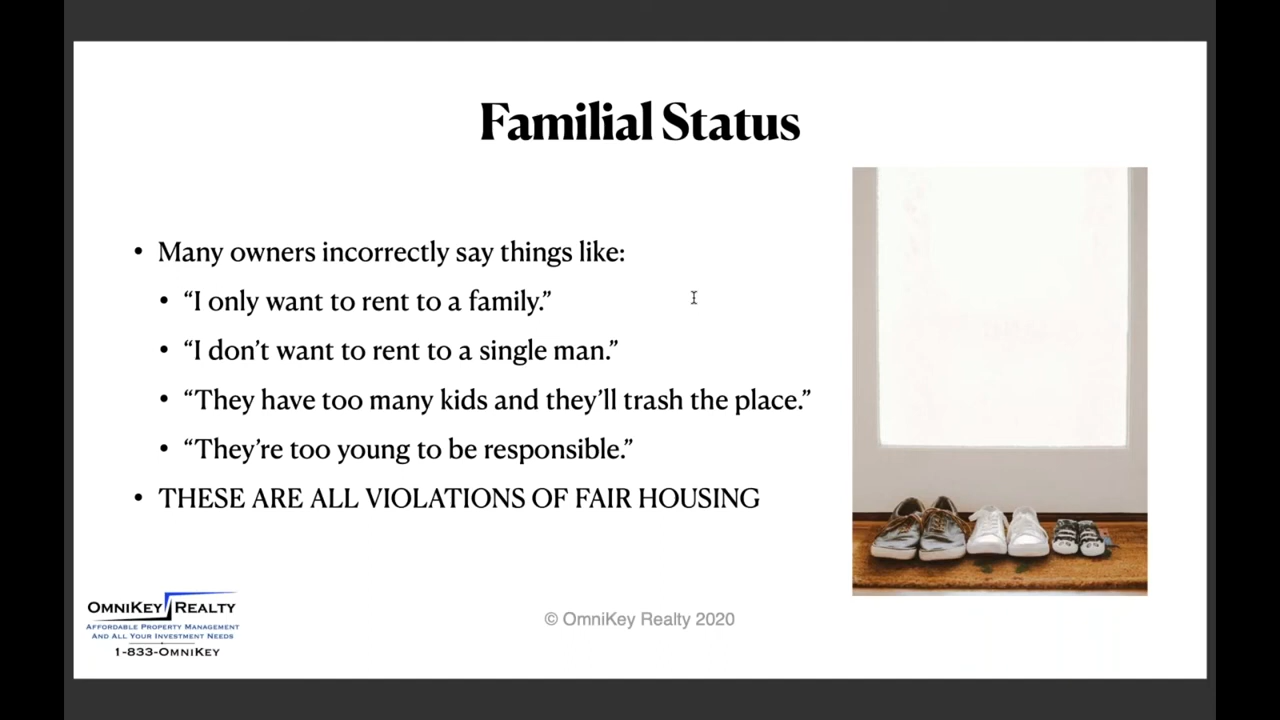 Familial Status
• Many owners incorrectly say things like:
• “I only want to rent to a family.”
• “I don’t want to rent to a single man.”
• “They have too many kids and they’ll trash the place.”
• “They’re too young to be responsible.”
• THESE ARE ALL VIOLATIONS OF FAIR HOUSING
OMNIKEY REALTY
AFFORDABLE PROPERTY MANAGEMENT
AND ALL YOUR INVESTMENT NEEDS
1-833-OMNIKEY
© OmniKey Realty 2020